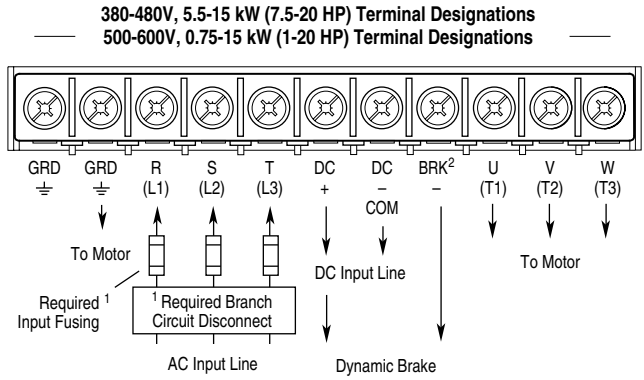 380-480V, 5.5-15 kW (7.5-20 HP) Terminal Designations
500-600V, 0.75-15 kW (1-20 HP) Terminal Designations
GRD GRD R S T DC DC BRK2 U V W
(L1) (L2) (L3) + – – (T1) (T2) (T3)
COM
To Motor
DC Input Line
To Motor
Required 1
Input Fusing
1 Required Branch
Circuit Disconnect
AC Input Line
Dynamic Brake